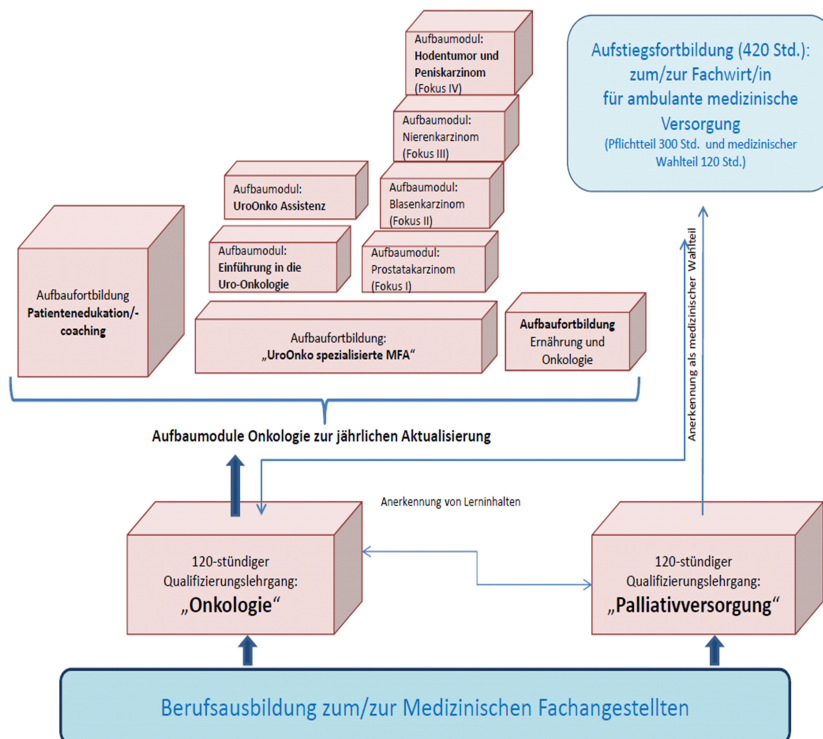 Aufbaumodul:
Hodentumor und
Peniskarzinom
(Fokus IV)
Aufstiegsfortbildung (420 Std.):
zum/zur Fachwirt/in
für ambulante medizinische
Versorgung
(Pflichtteil 300 Std. und medizinischer
Wahlteil 120 Std.)
Aufbaumodul:
Nierenkarzinom
(Fokus III)
Aufbaumodul:
UroOnko Assistenz
Aufbaumodul:
Blasenkarzinom
(Fokus II)
Aufbaufortbildung
Patientenedukation/-
coaching
Aufbaumodul:
Einführung in die
Uro-Onkologie
Aufbaumodul:
Prostatakarzinom
(Fokus I)
Aufbaufortbildung:
„UroOnko spezialisierte MFA“
Aufbaufortbildung
Ernährung und
Onkologie
Anerkennung als medizinischer Wahlteil
Aufbaumodule Onkologie zur jährlichen Aktualisierung
Anerkennung von Lerninhalten
120-stündiger
Qualifizierungslehrgang:
„Onkologie“
120-stündiger
Qualifizierungslehrgang:
„Palliativversorgung“
Berufsausbildung zum/zur Medizinischen Fachangestellten